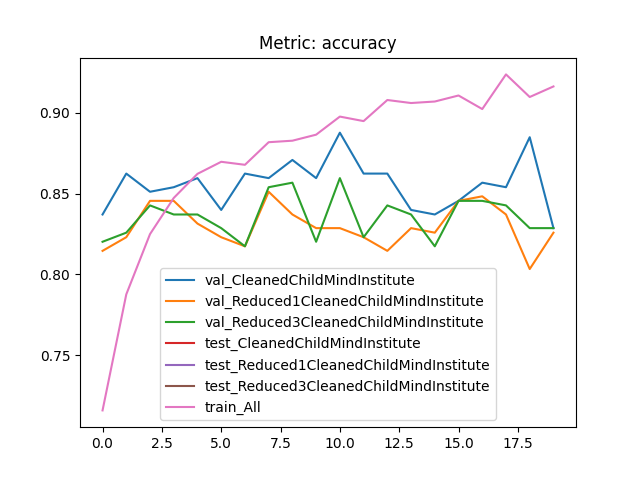 Metric: accuracy
0.90
0.85
0.80
0.75
val_CleanedChildMindInstitute
val_Reduced1CleanedChildMindInstitute
val_Reduced3CleanedChildMindInstitute
test_CleanedChildMindInstitute
test_Reduced1CleanedChildMindInstitute
test_Reduced3CleanedChildMindInstitute
train_All
0.0 2.5 5.0 7.5 10.0 12.5 15.0 17.5